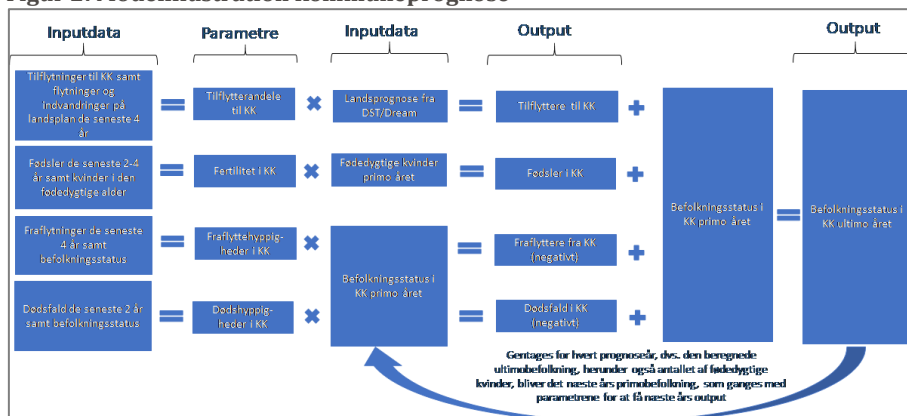 Inputdata
Parametre
Inputdata
Output
Output
Tilflytninger til KK samt
flytninger og
indvandringer på
landsplan de seneste 4
år
=
Tilflytterandele
til KK
×
Landsprognose fra
DST/Dream
=
Tilflyttere til KK
+
Fødsler de seneste 2-4
år samt kvinder i den
fødedygtige alder
=
Fertilitet i KK
×
Fødedygtige kvinder
primo året
=
Fødsler i KK
+
Fraflytninger de seneste
4 år samt
befolkningsstatus
=
Fraflyttehyppig-
heder i KK
×
Befolkningsstatus i
KK primo året
=
Fraflyttere fra KK
(negativt)
+
Dødsfald de seneste 2 år
samt befolkningsstatus
=
Dødshyppig-
heder i KK
×
=
Dødsfald i KK
(negativt)
+
Befolkningsstatus i
KK primo året
=
Befolkningsstatus i
KK ultimo året
Gentages for hvert prognoseår, dvs. den beregnede
ultimobefolkning, herunder også antallet af fødedygtige
kvinder, bliver det næste års primobefolkning, som ganges med
parametrene for at få næste års output